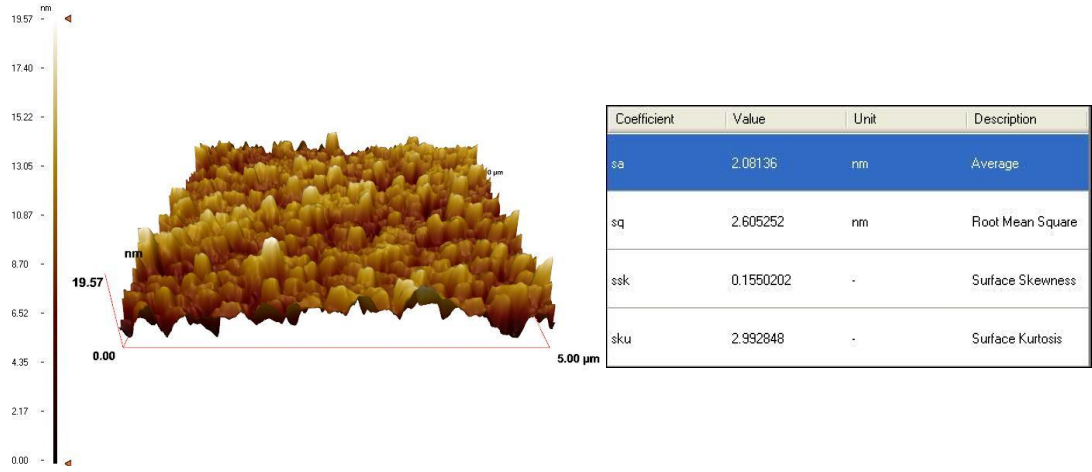 nm
19.57
17.40
15.22
13.05
10.87
8.70
6.52
4.35
2.17
0.00
0 µm
nm
19.57
0.00
5.00 µm
Coefficient Value Unit Description
sa 2.08136 nm Average
sq 2.605252 nm Root Mean Square
ssk 0.1550202 - Surface Skewness
sku 2.992848 - Surface Kurtosis